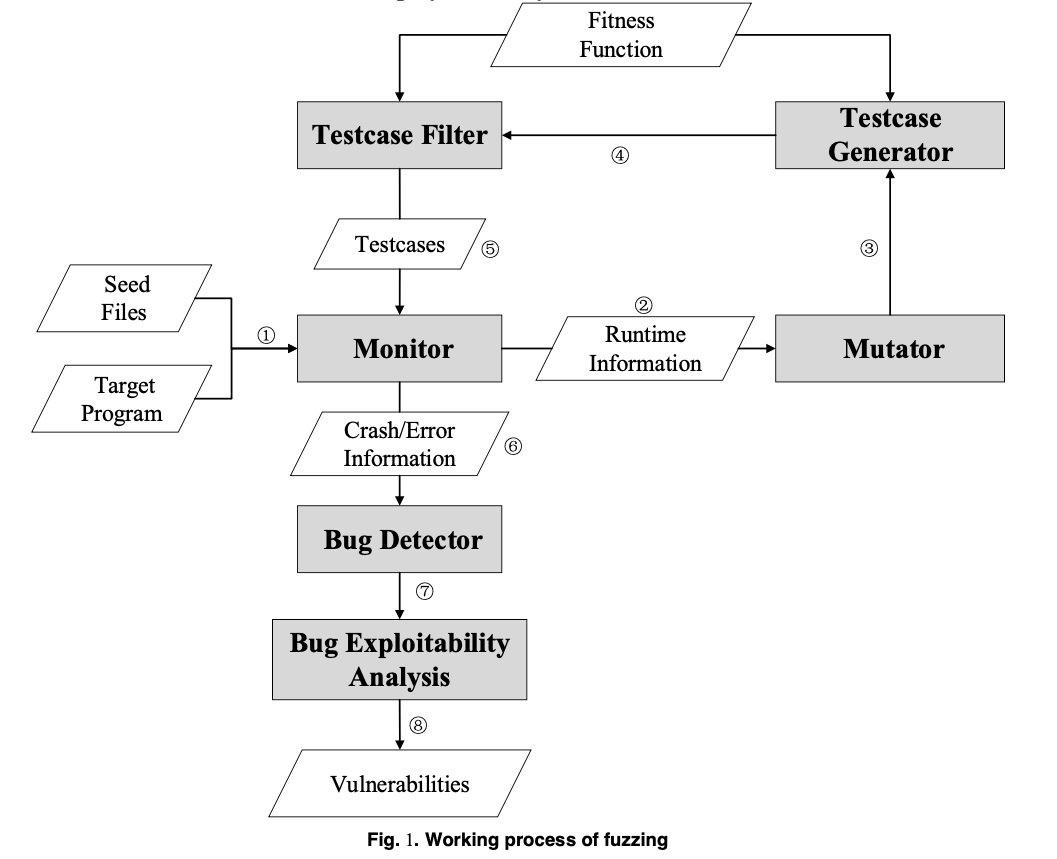 Fitness
Function
Testcase Filter
Testcase
Generator
④
Testcases
⑤
③
Seed
Files
①
②
Monitor
Runtime
Information
Mutator
Target
Program
Crash/Error
Information
⑥
Bug Detector
⑦
Bug Exploitability
Analysis
⑧
Vulnerabilities
Fig. 1. Working process of fuzzing